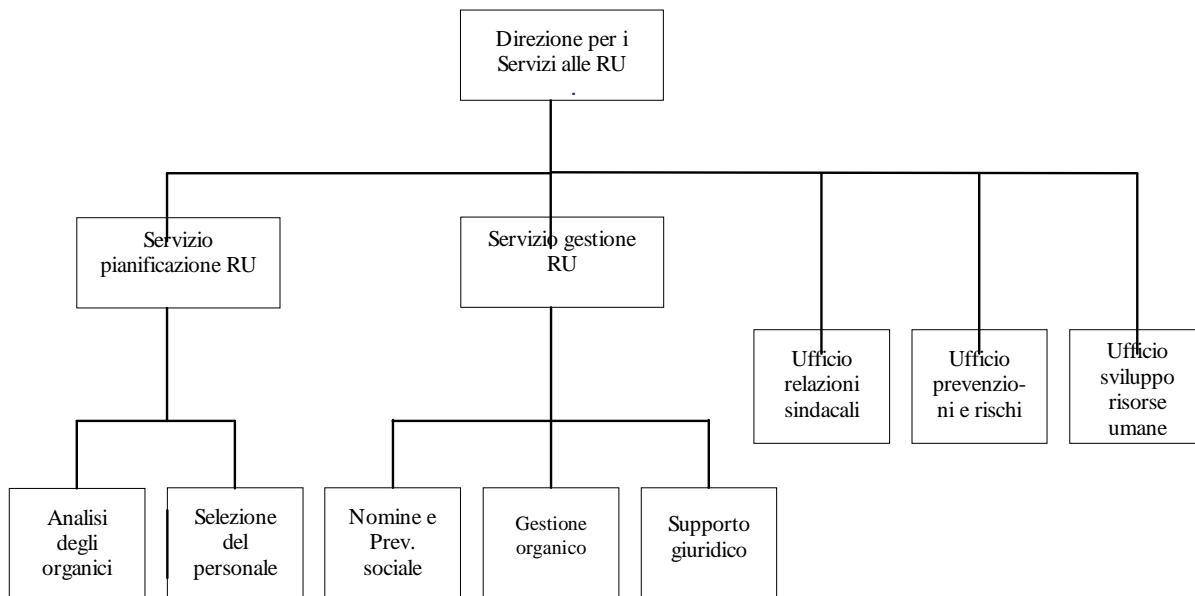 Direzione per i
Servizi alle RU
.
Servizio
pianificazione RU
Servizio gestione
RU
Ufficio
relazioni
sindacali
Ufficio
prevenzio-
ni e rischi
Ufficio
sviluppo
risorse
umane
Analisi
degli
organici
Selezione
del
personale
Nomine e
Prev.
sociale
Gestione
organico
Supporto
giuridico